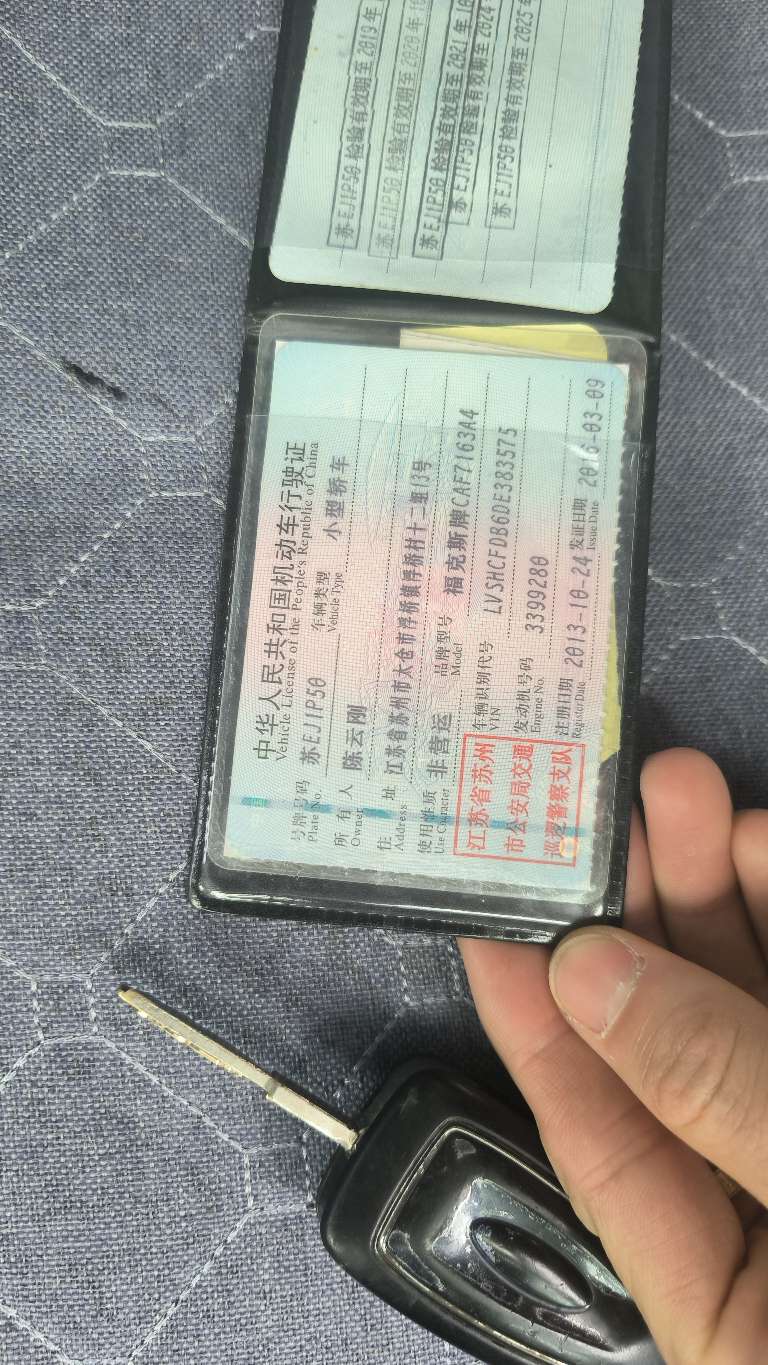 中华人民共和国机动车行驶证
Vehicle License of the People's Republic of China
号牌号码 苏EJ1P50 车辆类型 小型轿车
Plate No. Vehicle Type
所有人 陈云刚
Owner
住址 江苏省苏州市太仓市浮桥镇浮桥村十二组13号
Address
使用性质 非营运 品牌型号 福克斯牌CAF7163A4
Use Character Model
江苏省苏州
市公安局交通
巡逻警察支队
车辆识别代号 LVSHCFDB6DE383575
VIN
发动机号码 3399280
Engine No.
注册日期 2013-10-24 发证日期 2016-03-09
Register Date Issue Date
苏EJ1P50 检验有效期至 2019年
苏EJ1P50 检验有效期至 2020年
苏EJ1P50 检验有效期至 2021年
苏EJ1P50 检验有效期至 2024
苏EJ1P50 检验有效期至 2025年